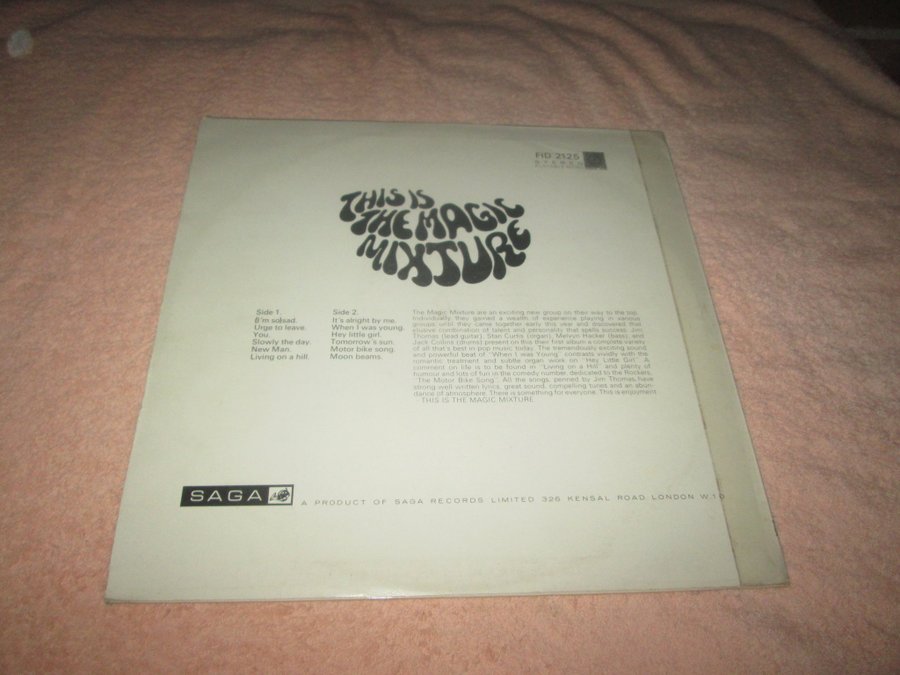 FID 2125
STEREO
THIS IS
THE MAGIC
MIXTURE
Side 1.
I'm so sad.
Urge to leave.
You.
Slowly the day.
New Man.
Living on a hill.
Side 2.
It's alright by me.
When I was young.
Hey little girl.
Tomorrow's sun.
Motor bike song.
Moon beams.
The Magic Mixture are an exciting new group on their way to the top.
Individually they gained a wealth of experience playing in various
groups until they came together early this year and discovered that
elusive combination of talent and personality that spells success. Jim
Thomas (lead guitar), Stan (organ), Melvyn (bass), and
Jack Collins (drums) present on this their first album a complete variety
of all that's best in pop music today. The tremendously exciting sound
and powerful beat of "When I was Young" contrasts vividly with the
romantic treatment and subtle organ work on "Hey Little Girl". A
comment on life is to be found in "Living on a Hill" and plenty of
humour and lots of fun in the comedy number, dedicated to the Rockers,
"The Motor Bike Song". All the songs, penned by Jim Thomas, have
strong well written lyrics, great sound, compelling tunes and an abun-
dance of atmosphere. There is something for everyone. This is enjoyment
THIS IS THE MAGIC MIXTURE
SAGA
A PRODUCT OF SAGA RECORDS LIMITED 326 KENSAL ROAD LONDON W.10